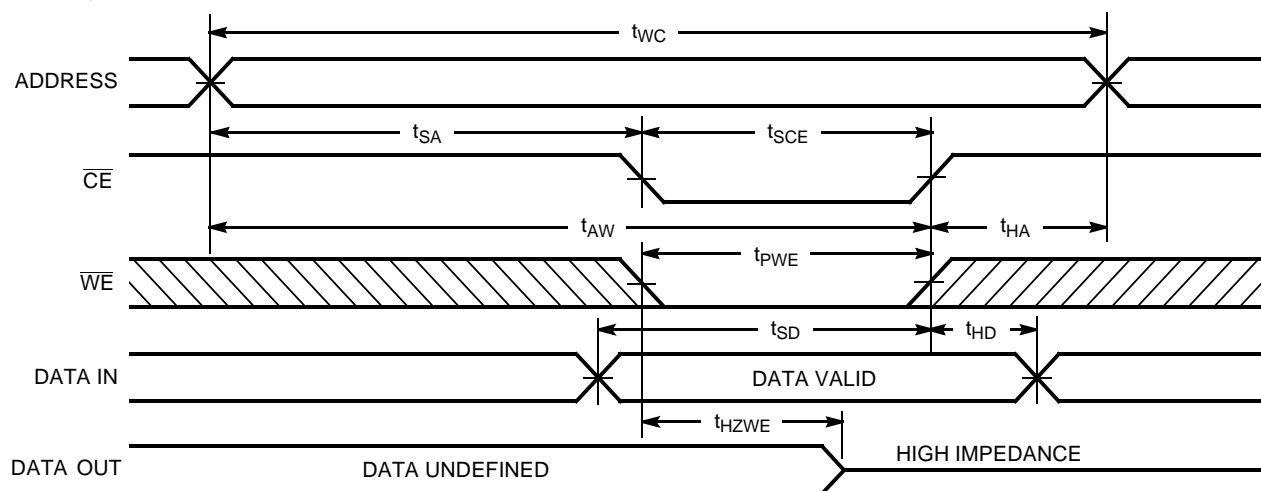 tWC
ADDRESS
tSA
tSCE
CE
tAW
tHA
tPWE
WE
tSD
tHD
DATA IN
DATA VALID
tHZWE
DATA OUT
DATA UNDEFINED
HIGH IMPEDANCE